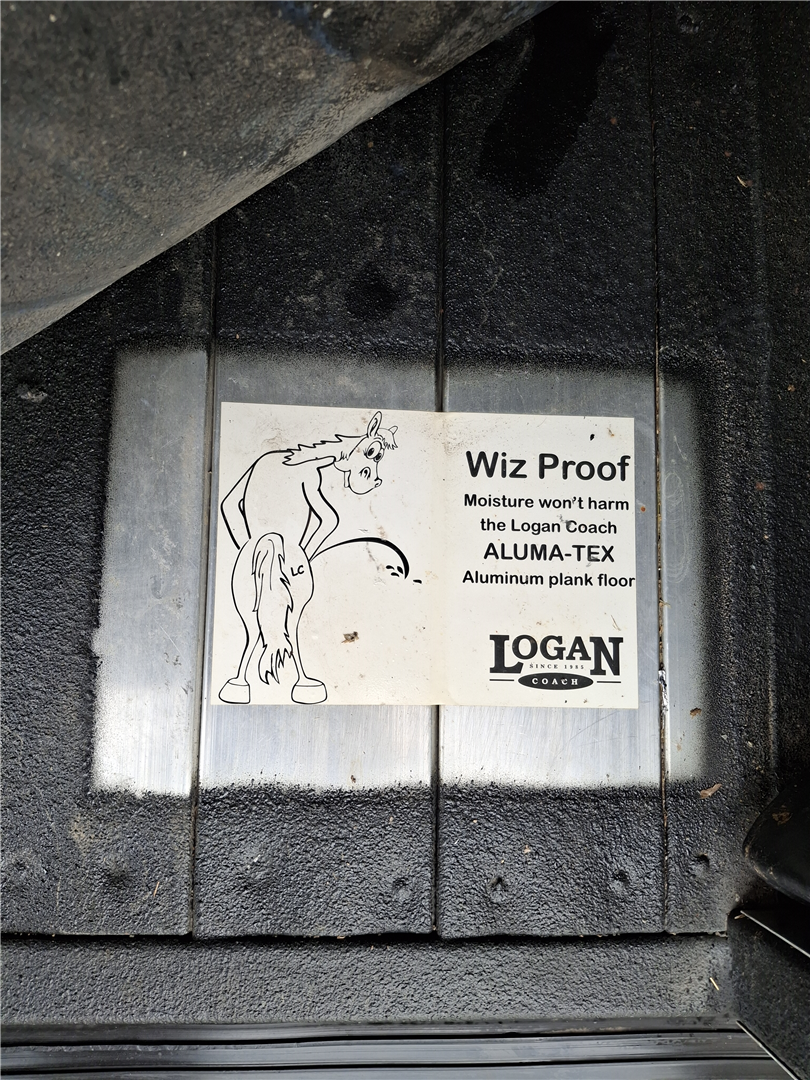 LC
Wiz Proof
Moisture won't harm
the Logan Coach
ALUMA-TEX
Aluminum plank floor
LOGAN
SINCE 1985
COACH